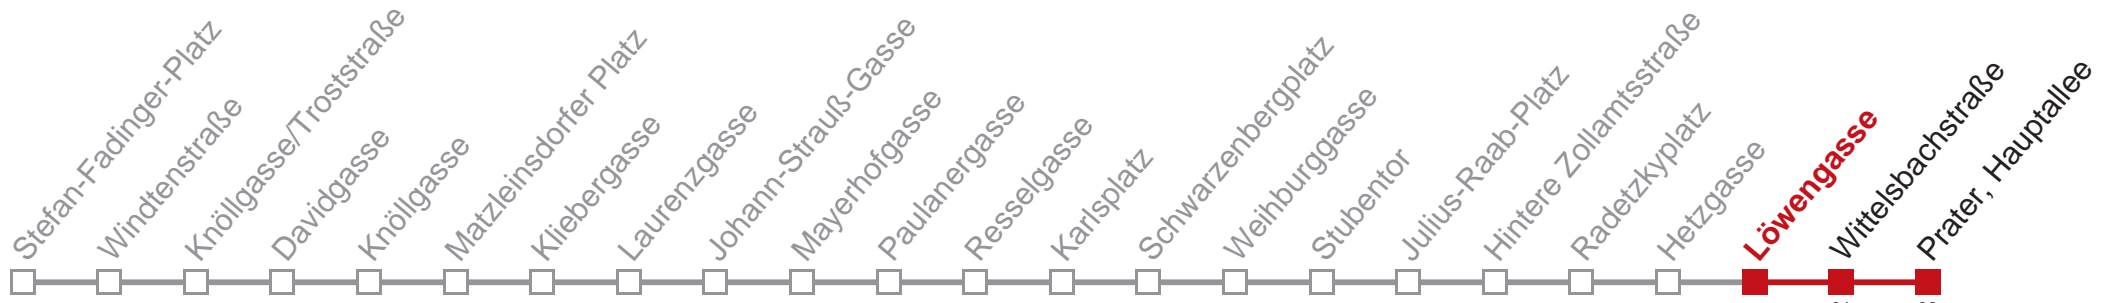 Stefan-Fadinger-Platz
Windtenstraße
Knöllgasse/Troststraße
Davidgasse
Knöllgasse
Matzleinsdorfer Platz
Kliebergasse
Laurenzgasse
Johann-Strauß-Gasse
Mayerhofgasse
Paulanergasse
Resselgasse
Karlsplatz
Schwarzenbergplatz
Weihburggasse
Stubentor
Julius-Raab-Platz
Hintere Zollamtsstraße
Radetzkyplatz
Hetzgasse
Löwengasse
Wittelsbachstraße
Prater, Hauptallee